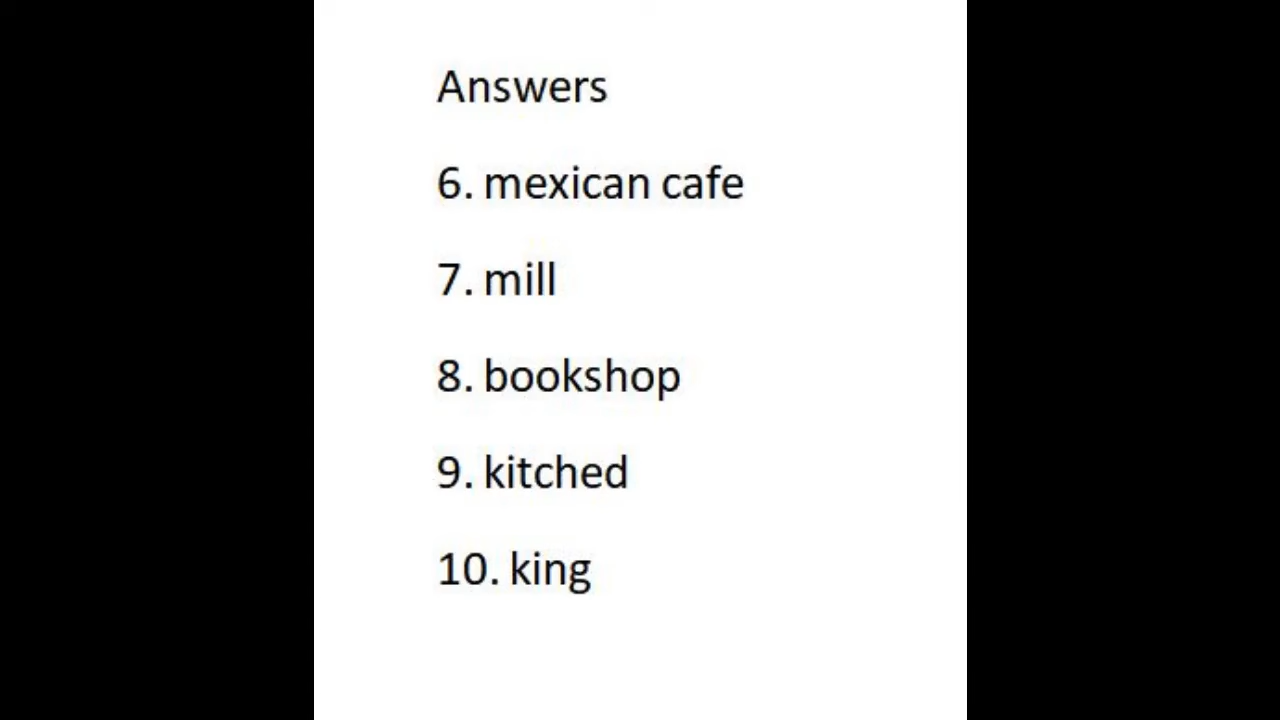 Answers
6. mexican cafe
7. mill
8. bookshop
9. kitched
10. king